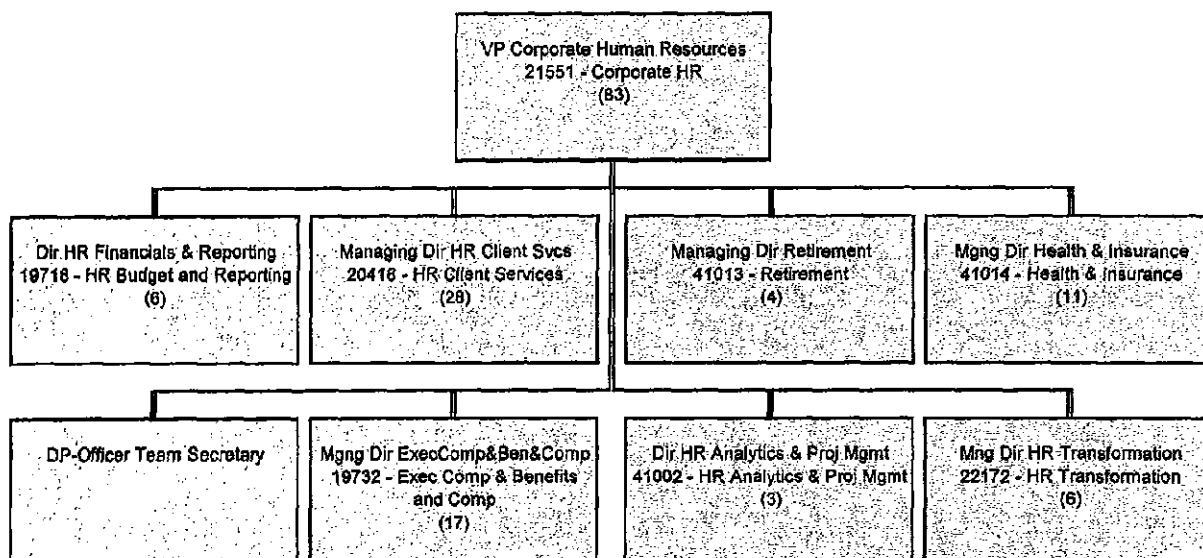 VP Corporate Human Resources
21551 - Corporate HR
(83)
Dir HR Financials & Reporting
19718 - HR Budget and Reporting
(6)
Managing Dir HR Client Svcs
20416 - HR Client Services
(28)
Managing Dir Retirement
41013 - Retirement
(4)
Mgng Dir Health & Insurance
41014 - Health & Insurance
(11)
DP-Officer Team Secretary
Mgng Dir ExecComp&Ben&Comp
19732 - Exec Comp & Benefits
and Comp
(17)
Dir HR Analytics & Proj Mgmt
41002 - HR Analytics & Proj Mgmt
(3)
Mng Dir HR Transformation
22172 - HR Transformation
(6)